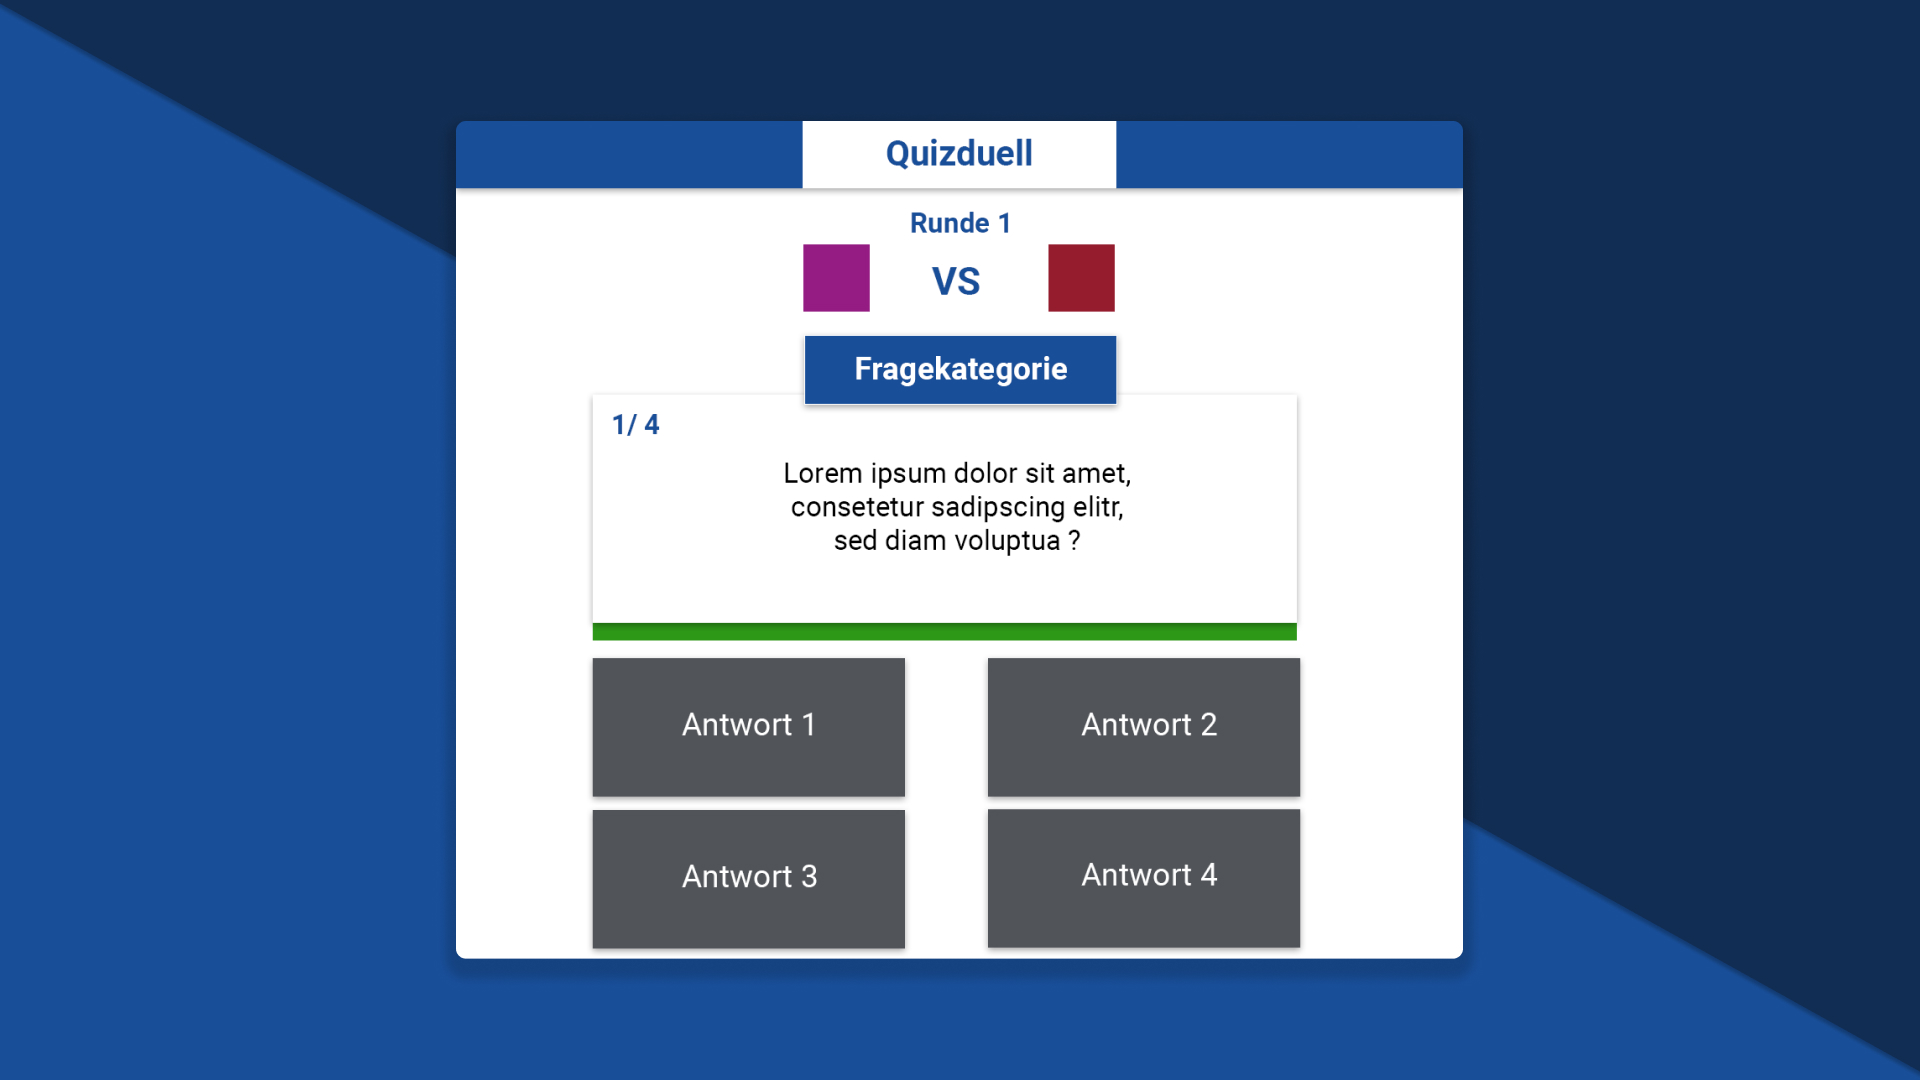 Quizduell
Runde 1
VS
Fragekategorie
1/ 4
Lorem ipsum dolor sit amet,
consetetur sadipscing elitr,
sed diam voluptua ?
Antwort 1
Antwort 2
Antwort 3
Antwort 4